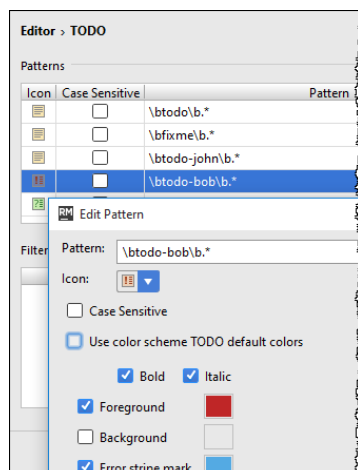 Editor › TODO
Patterns
Icon Case Sensitive Pattern
\btodo\b.*
\bfixme\b.*
\btodo-john\b.*
\btodo-bob\b.*
RM Edit Pattern
Filter
Pattern: \btodo-bob\b.*
Icon:
Case Sensitive
Use color scheme TODO default colors
Bold Italic
Foreground
Background
Error stripe mark